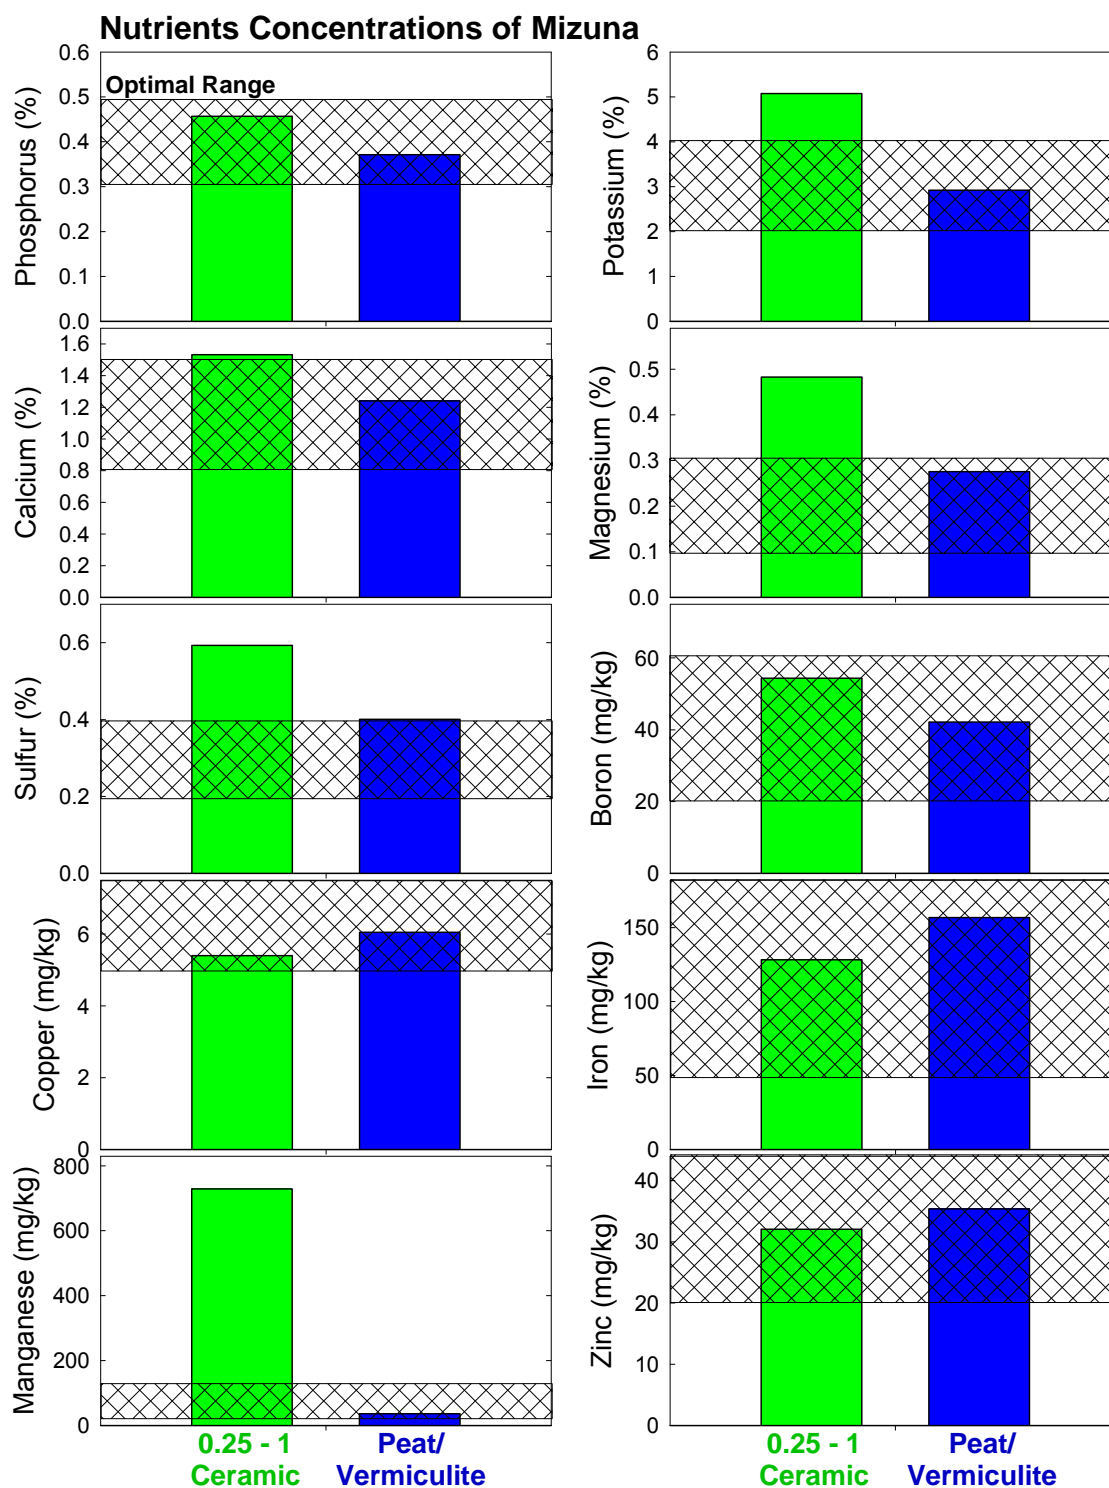 Nutrients Concentrations of Mizuna
Phosphorus (%)
0.6
0.5
0.4
0.3
0.2
0.1
0.0
Optimal Range
Potassium (%)
6
5
4
3
2
1
0
Calcium (%)
1.6
1.4
1.2
1.0
0.8
0.6
0.4
0.2
0.0
Magnesium (%)
0.5
0.4
0.3
0.2
0.1
0.0
Sulfur (%)
0.6
0.4
0.2
0.0
Boron (mg/kg)
60
40
20
0
Copper (mg/kg)
6
4
2
0
Iron (mg/kg)
150
100
50
0
Manganese (mg/kg)
800
600
400
200
0
Zinc (mg/kg)
40
30
20
10
0
0.25 - 1
Ceramic
Peat/
Vermiculite
0.25 - 1
Ceramic
Peat/
Vermiculite